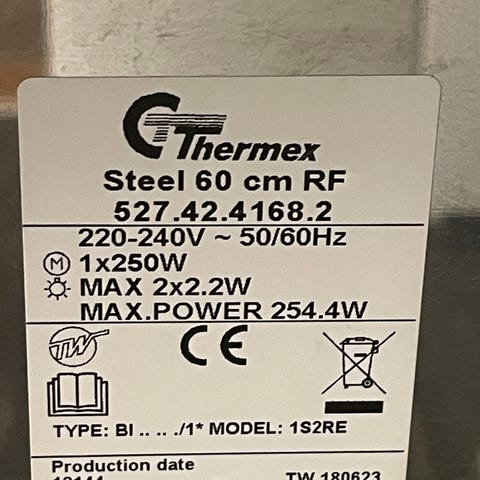 Thermex
Steel 60 cm RF
527.42.4168.2
220-240V ~ 50/60Hz
M 1x250W
MAX 2x2.2W
MAX.POWER 254.4W
TW CE
TYPE: BI .. .. ./1* MODEL: 1S2RE
Production date
TW 180623